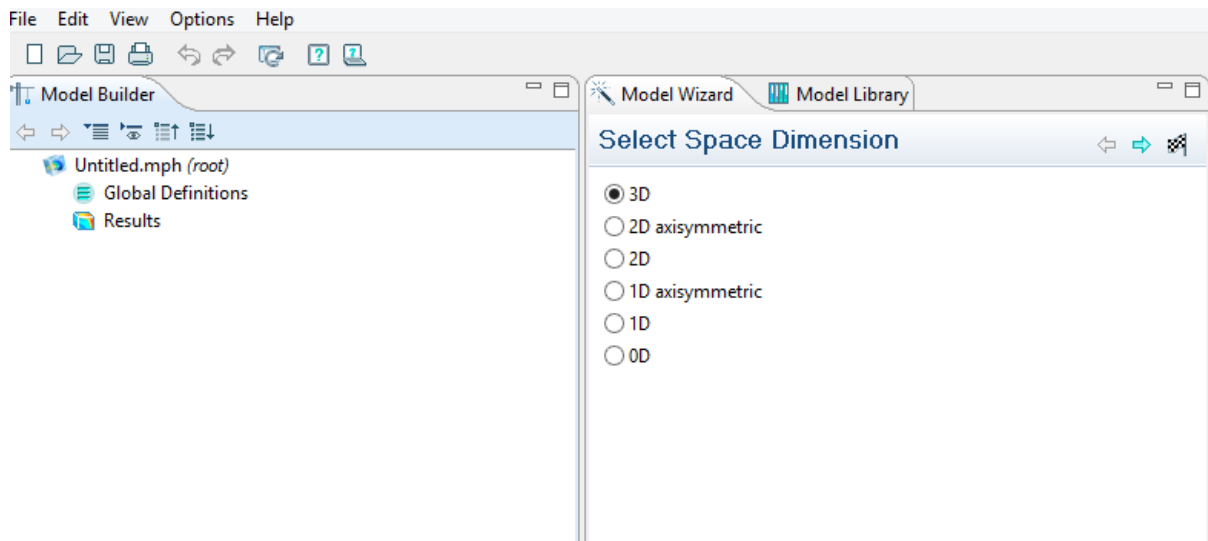 File Edit View Options Help
Model Builder
Untitled.mph (root)
Global Definitions
Results
Model Wizard Model Library
Select Space Dimension
3D
2D axisymmetric
2D
1D axisymmetric
1D
0D